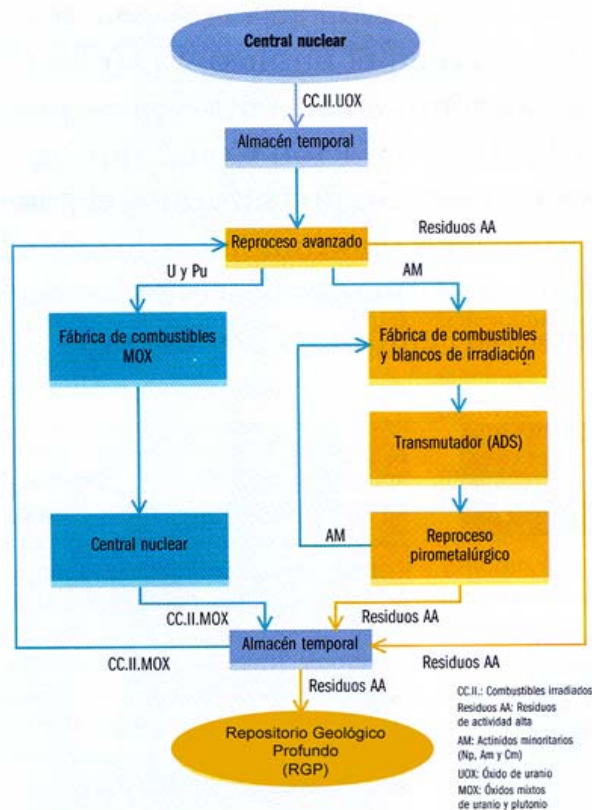 Central nuclear
CC.II.UOX
Almacén temporal
Reproceso avanzado
Residuos AA
U y Pu
AM
Fábrica de combustibles
MOX
Fábrica de combustibles
y blancos de irradiación
Transmutador (ADS)
Central nuclear
AM
Reproceso
pirometalúrgico
CC.II.MOX
Residuos AA
CC.II.MOX
Almacén temporal
Residuos AA
Residuos AA
Repositorio Geológico
Profundo
(RGP)
CC.II.: Combustibles irradiados
Residuos AA: Residuos
de actividad alta
AM: Actínidos minoritarios
(Np, Am y Cm)
UOX: Óxido de uranio
MOX: Óxidos mixtos
de uranio y plutonio